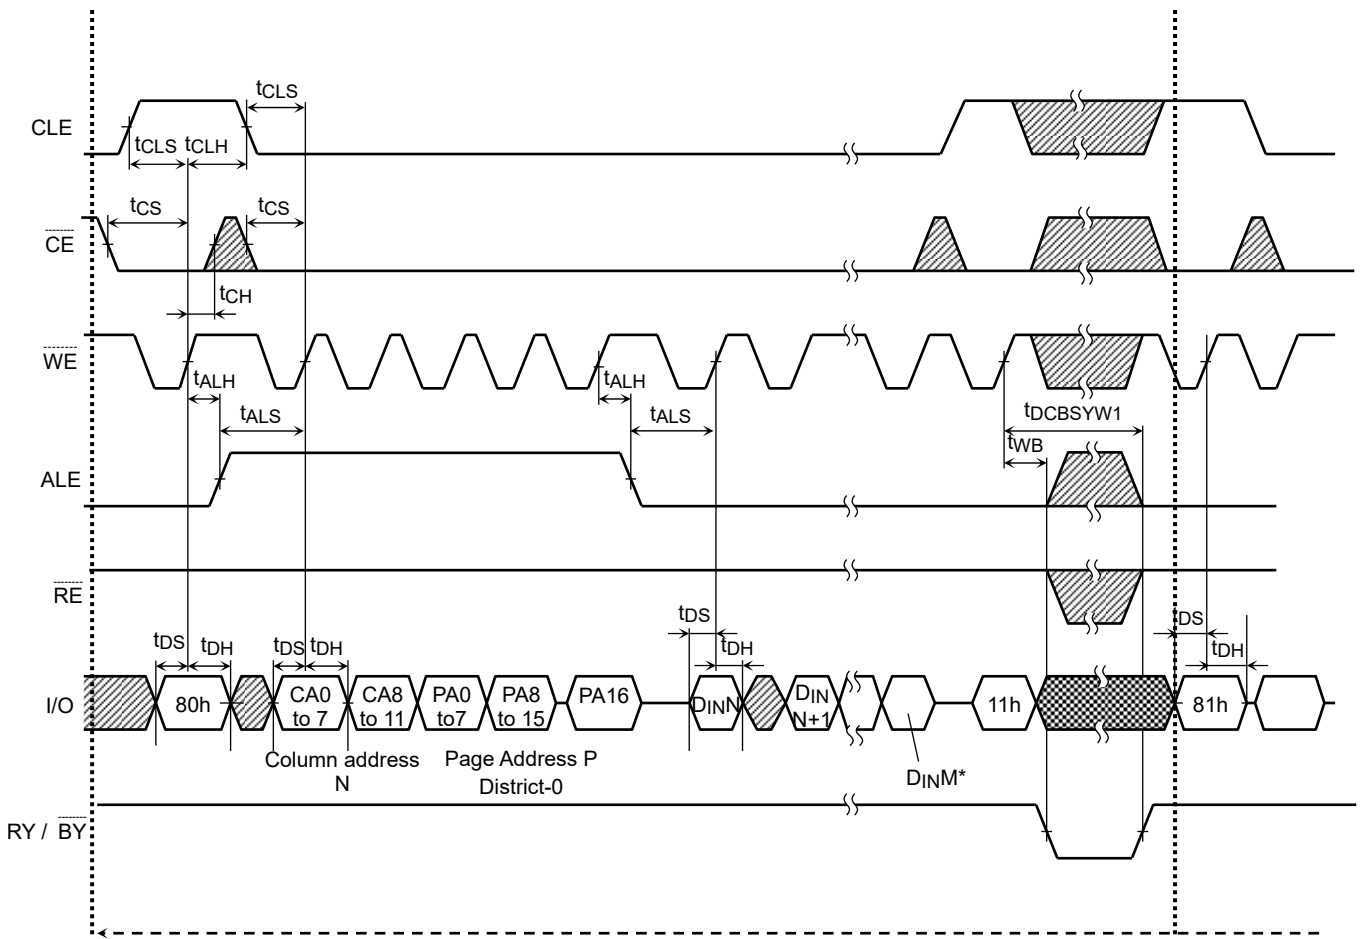 tCLS
CLE
tCLS tCLH
tCS tCS
CE
tCH
WE
tALH tALH
tALS tALS tDCBSYW1
tWB
ALE
RE
tDS tDH tDS tDH tDS tDH tDS tDH
I/O 80h CA0 to 7 CA8 to 11 PA0 to7 PA8 to 15 PA16 DINN DIN N+1 11h 81h
Column address
N
Page Address P
District-0
DINM*
RY / BY